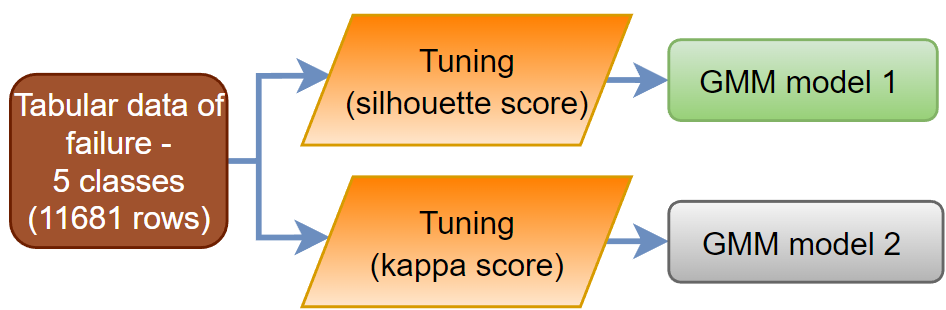 Tabular data of
failure -
5 classes
(11681 rows)
Tuning
(silhouette score)
GMM model 1
Tuning
(kappa score)
GMM model 2